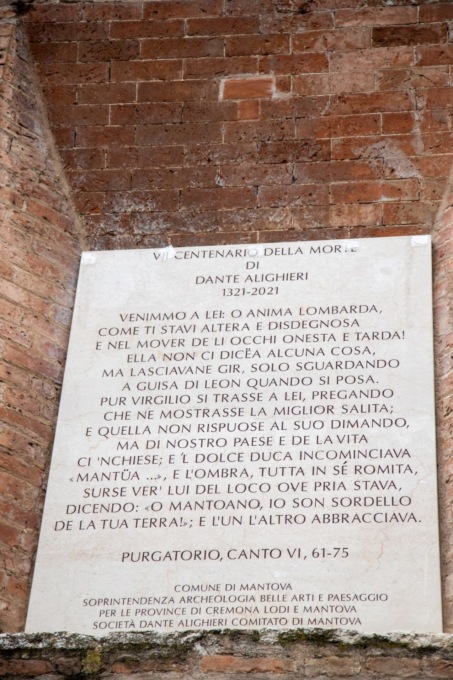 VII CENTENARIO DELLA MORTE
DI
DANTE ALIGHIERI
1321-2021
VENIMMO A LEI: O ANIMA LOMBARDA,
COME TI STAVI ALTERA E DISDEGNOSA
E NEL MOVER DE LI OCCHI ONESTA E TARDA!
ELLA NON CI DICËA ALCUNA COSA,
MA LASCIAVANE GIR, SOLO SGUARDANDO
A GUISA DI LEON QUANDO SI POSA.
PUR VIRGILIO SI TRASSE A LEI, PREGANDO
CHE NE MOSTRASSE LA MIGLIOR SALITA;
E QUELLA NON RISPUOSE AL SUO DIMANDO,
MA DI NOSTRO PAESE E DE LA VITA
CI 'NCHIESE; E 'L DOLCE DUCA INCOMINCIAVA
«MANTÜA ...», E L'OMBRA, TUTTA IN SÉ ROMITA,
SURSE VER' LUI DEL LOCO OVE PRIA STAVA,
DICENDO: «O MANTOANO, IO SON SORDELLO
DE LA TUA TERRA!»; E L'UN L'ALTRO ABBRACCIAVA.
PURGATORIO, CANTO VI, 61-75
COMUNE DI MANTOVA
SOPRINTENDENZA ARCHEOLOGIA BELLE ARTI E PAESAGGIO
PER LE PROVINCE DI CREMONA LODI E MANTOVA
SOCIETÀ DANTE ALIGHIERI COMITATO DI MANTOVA